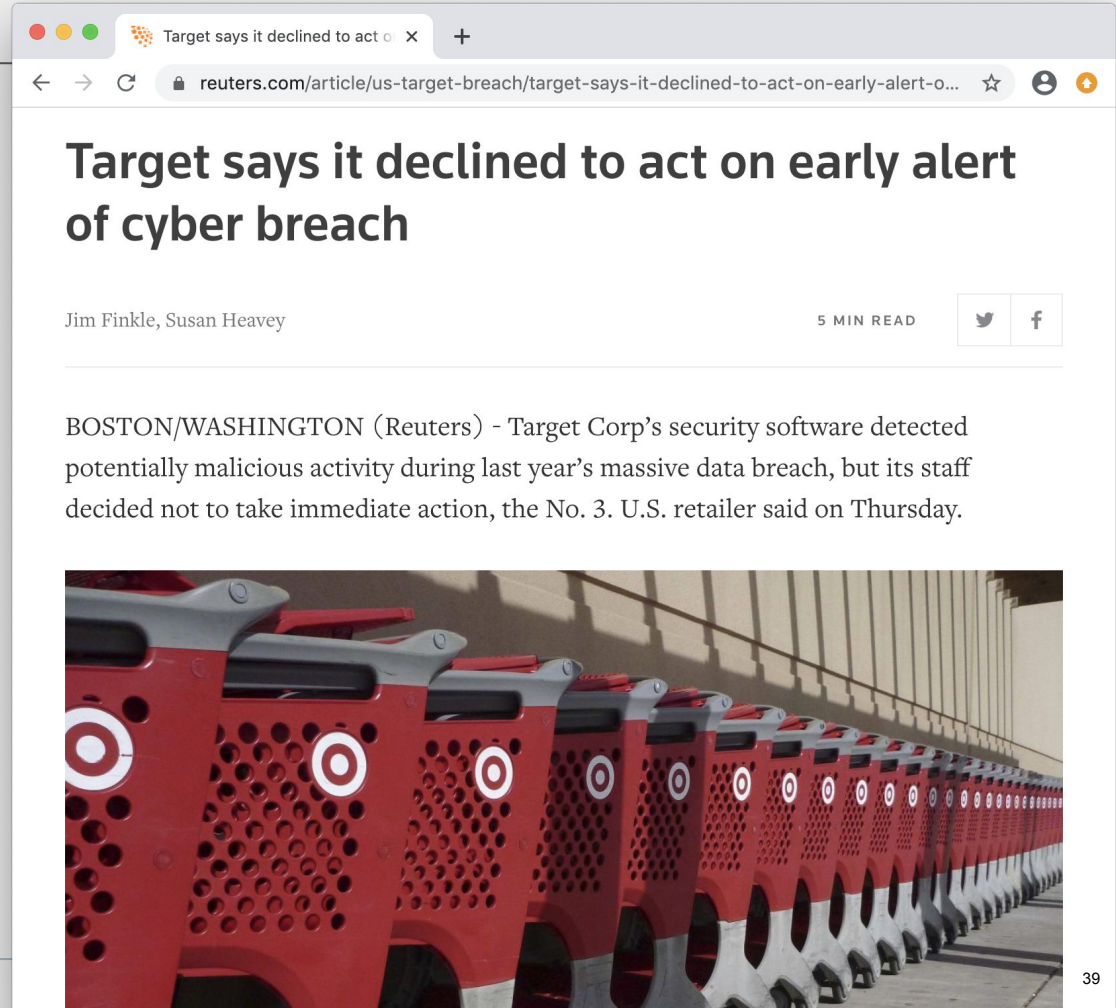 Target says it declined to act o
reuters.com/article/us-target-breach/target-says-it-declined-to-act-on-early-alert-o...
Target says it declined to act on early alert
of cyber breach
Jim Finkle, Susan Heavey
5 MIN READ
BOSTON/WASHINGTON (Reuters) - Target Corp’s security software detected
potentially malicious activity during last year’s massive data breach, but its staff
decided not to take immediate action, the No. 3. U.S. retailer said on Thursday.
39